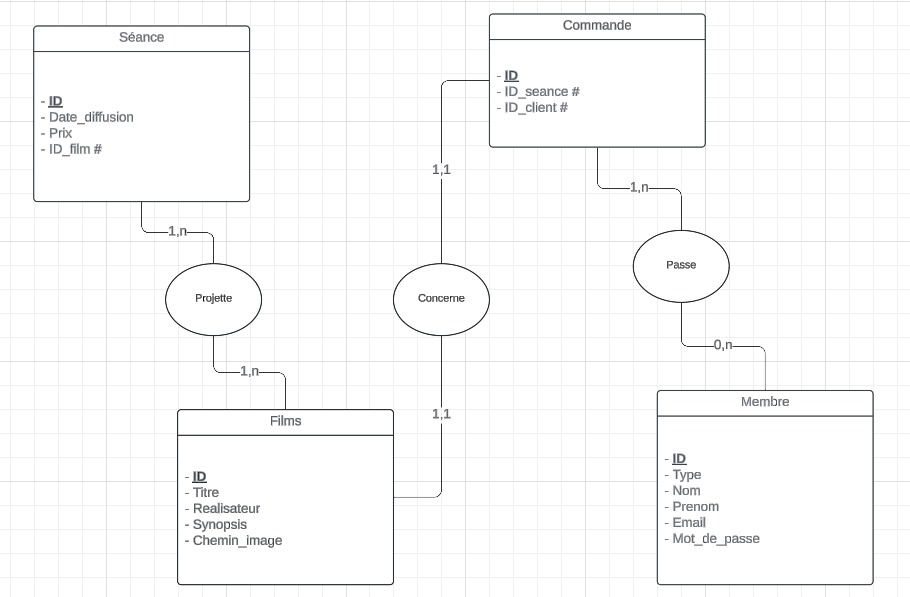 Séance
- ID
- Date_diffusion
- Prix
- ID_film #
Commande
- ID
- ID_seance #
- ID_client #
1,1
1,n
1,n
Projette
Concerne
Passe
1,n
1,1
0,n
Films
- ID
- Titre
- Realisateur
- Synopsis
- Chemin_image
Membre
- ID
- Type
- Nom
- Prenom
- Email
- Mot_de_passe